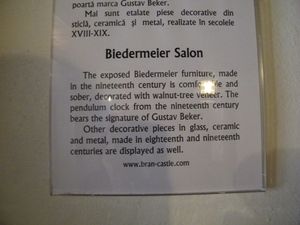 poartă marca Gustav Beker.
Mai sunt etalate piese decorative din
sticlă, ceramică și metal, realizate în secolele
XVIII-XIX.
Biedermeier Salon
The exposed Biedermeier furniture, made
in the nineteenth century is and
sober, decorated with walnut-tree veneer. The
pendulum clock from the nineteenth century
bears the signature of Gustav Beker.
Other decorative pieces in glass, ceramic
and metal, made in eighteenth and nineteenth
centuries are displayed as well.
www.bran-castle.com